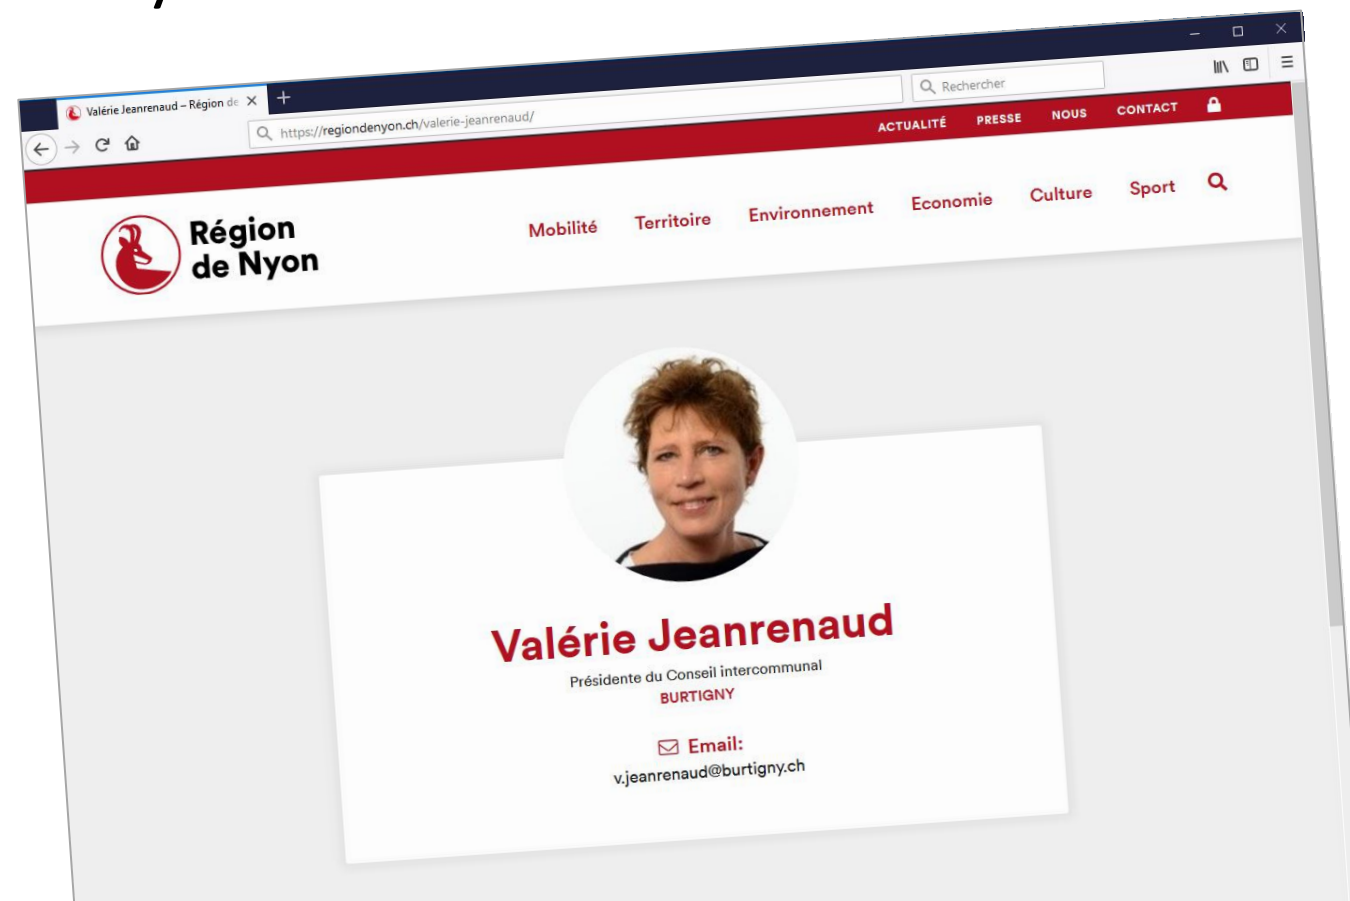 Valérie Jeanrenaud – Région de
https://regiondenyon.ch/valerie-jeanrenaud/
Rechercher
ACTUALITÉ PRESSE NOUS CONTACT
Région
de Nyon
Mobilité Territoire Environnement Economie Culture Sport
Valérie Jeanrenaud
Présidente du Conseil intercommunal
BURTIGNY
Email:
v.jeanrenaud@burtigny.ch